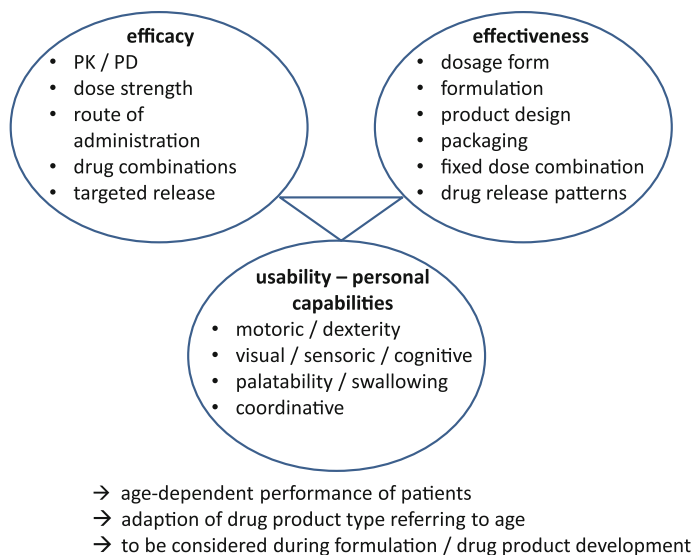 efficacy
• PK / PD
• dose strength
• route of
administration
• drug combinations
• targeted release
effectiveness
• dosage form
• formulation
• product design
• packaging
• fixed dose combination
• drug release patterns
usability – personal
capabilities
• motoric / dexterity
• visual / sensoric / cognitive
• palatability / swallowing
• coordinative
→ age-dependent performance of patients
→ adaption of drug product type referring to age
→ to be considered during formulation / drug product development